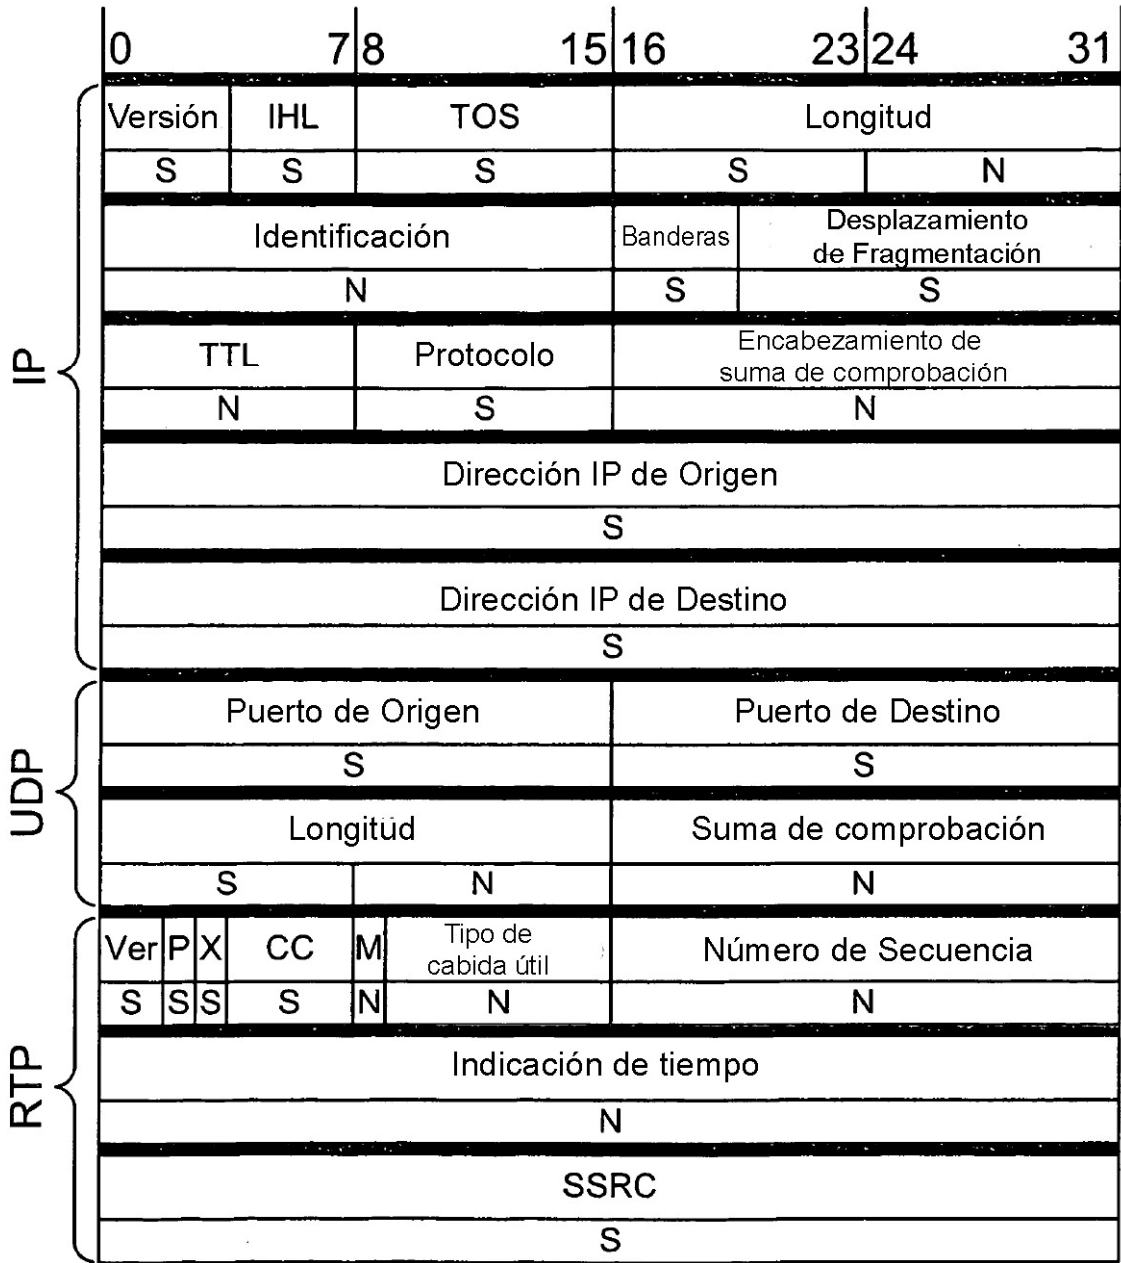 0 7 8 15 16 23 24 31
Versión IHL TOS Longitud
S S S S N
Identificación Banderas Desplazamiento
de Fragmentación
N S S
TTL Protocolo Encabezamiento de
suma de comprobación
N S N
Dirección IP de Origen
S
Dirección IP de Destino
S
IP
Puerto de Origen Puerto de Destino
S S
Longitud Suma de comprobación
S N N
UDP
Ver P X CC M Tipo de
cabida útil Número de Secuencia
S S S S N N N
Indicación de tiempo
N
SSRC
S
RTP